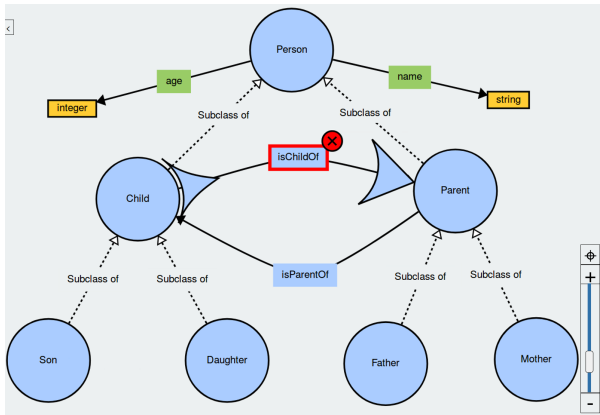 <
Person
age
name
integer
string
Subclass of
Subclass of
isChildOf
Child
Parent
isParentOf
Subclass of
Subclass of
Subclass of
Subclass of
Son
Daughter
Father
Mother
+
-